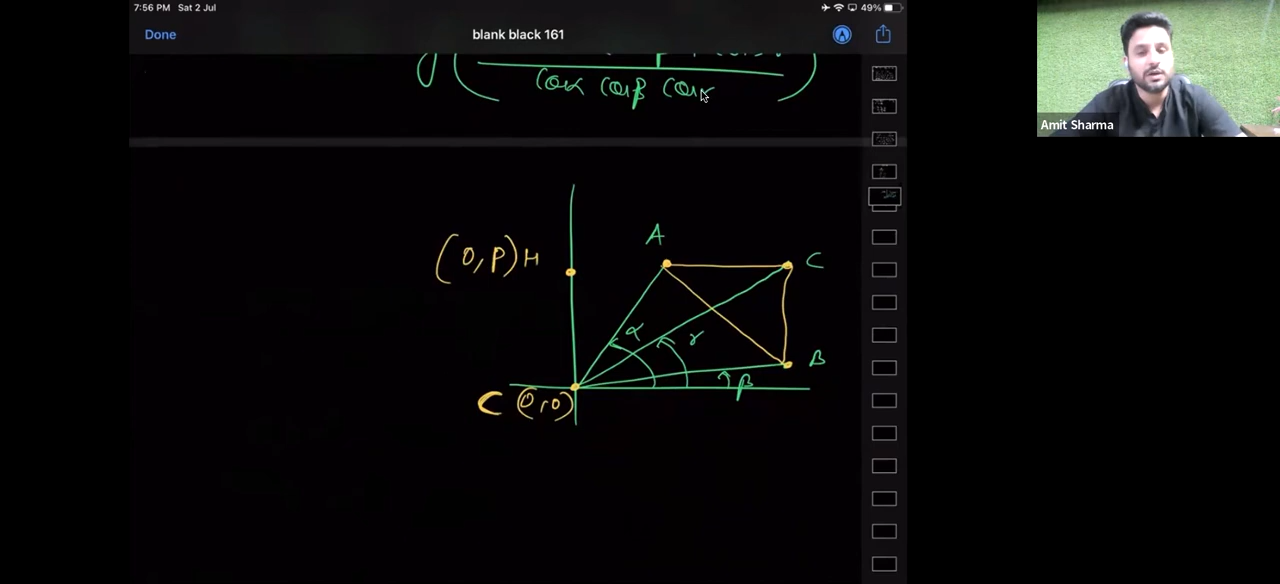 7:56 PM Sat 2 Jul
49%
Done
blank black 161
Amit Sharma
cosα cosβ cosγ
A
(0,P) H
C
α
γ
B
β
C (0,0)